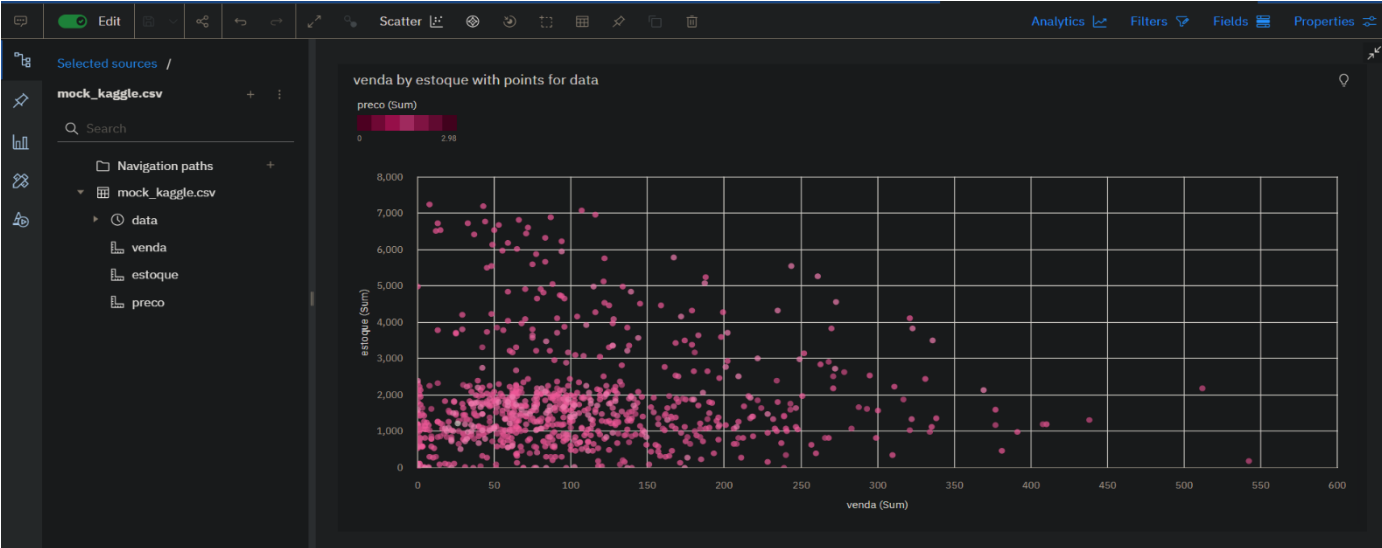 Edit
Scatter
Analytics
Filters
Fields
Properties
Selected sources /
mock_kaggle.csv
Search
Navigation paths
mock_kaggle.csv
data
venda
estoque
preco
venda by estoque with points for data
preco (Sum)
0 2.98
estoque (Sum)
8,000
7,000
6,000
5,000
4,000
3,000
2,000
1,000
0
0 50 100 150 200 250 300 350 400 450 500 550 600
venda (Sum)